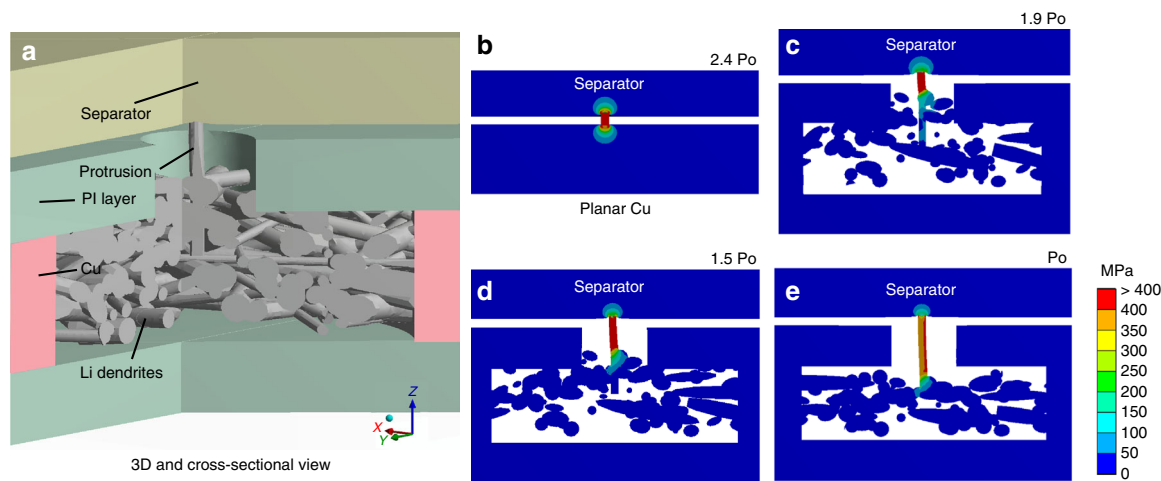 a
Separator
Protrusion
PI layer
Cu
Li dendrites
Z
X
Y
3D and cross-sectional view
b
2.4 Po
Separator
Planar Cu
c
1.9 Po
Separator
d
1.5 Po
Separator
e
Po
Separator
MPa
> 400
400
350
300
250
200
150
100
50
0